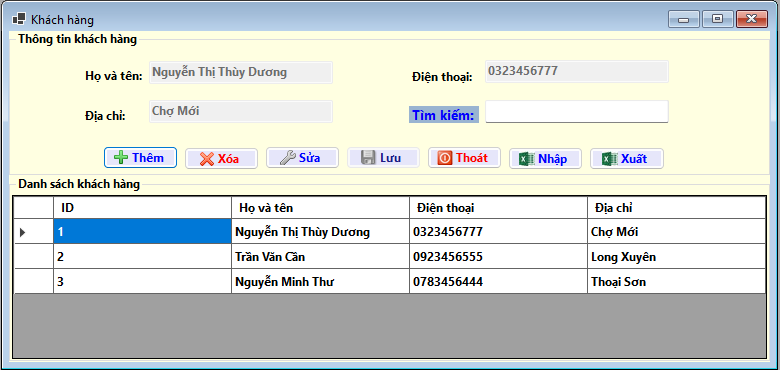 Khách hàng
Thông tin khách hàng
Họ và tên: Nguyễn Thị Thùy Dương Điện thoại: 0323456777
Địa chỉ: Chợ Mới Tìm kiếm:
Thêm Xóa Sửa Lưu Thoát Nhập Xuất
Danh sách khách hàng
ID Họ và tên Điện thoại Địa chỉ
1 Nguyễn Thị Thùy Dương 0323456777 Chợ Mới
2 Trần Văn Cần 0923456555 Long Xuyên
3 Nguyễn Minh Thư 0783456444 Thoại Sơn